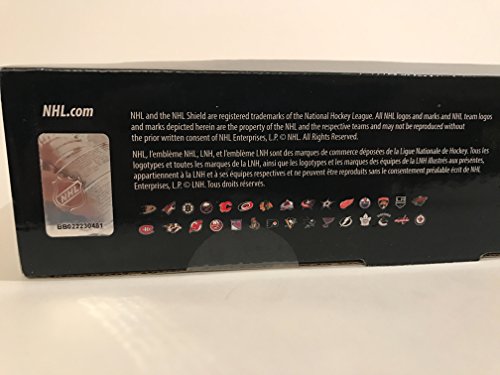 NHL.com
NHL and the NHL Shield are registered trademarks of the National Hockey League. All NHL logos and marks and NHL team logos
and marks depicted herein are the property of the NHL and the respective teams and may not be reproduced without
the prior written consent of NHL Enterprises, L.P. © NHL. All Rights Reserved.
NHL, l'emblème NHL, LNH, et l'emblème LNH sont des marques de commerce déposées de la Ligue Nationale de Hockey. Tous les
logotypes et toutes les marques de la LNH, ainsi que les logotypes et les marques des équipes de la LNH illustrés aux présentes,
appartiennent à la LNH et à ses équipes respectives et ne peuvent être reproduits sans le consentement préalable écrit de NHL
Enterprises, L.P. © LNH. Tous droits réservés.
NHL
BB022230481